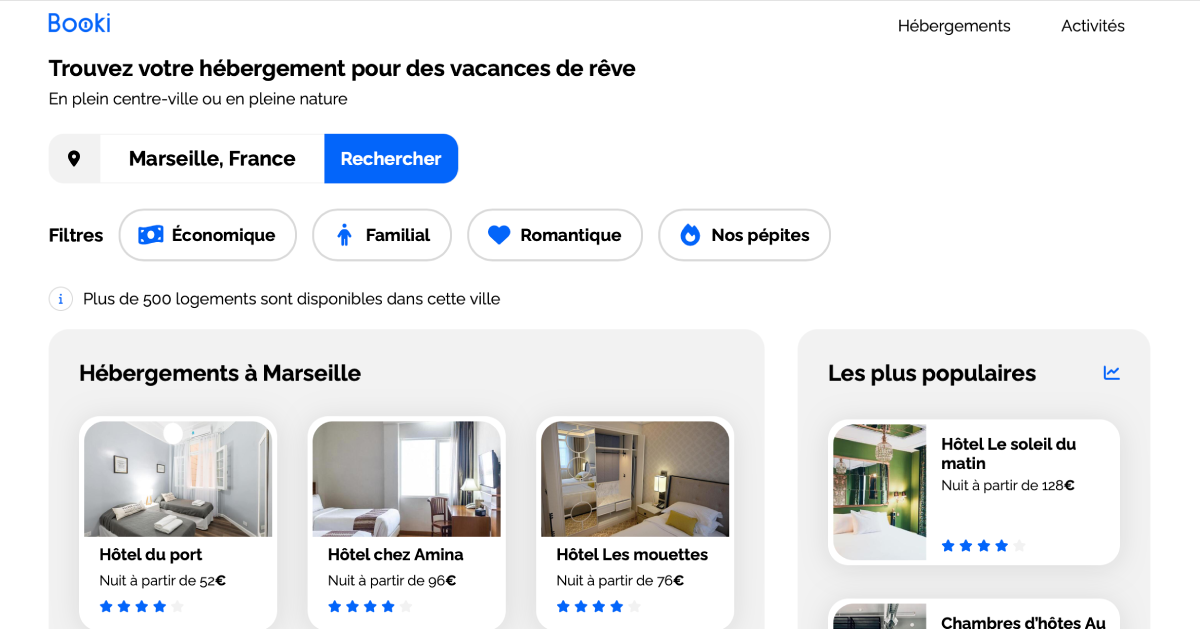 Booki
Hébergements
Activités
Trouvez votre hébergement pour des vacances de rêve
En plein centre-ville ou en pleine nature
Marseille, France
Rechercher
Filtres
Économique
Familial
Romantique
Nos pépites
i
Plus de 500 logements sont disponibles dans cette ville
Hébergements à Marseille
Hôtel du port
Nuit à partir de 52€
Hôtel chez Amina
Nuit à partir de 96€
Hôtel Les mouettes
Nuit à partir de 76€
Les plus populaires
Hôtel Le soleil du
matin
Nuit à partir de 128€
Chambres d'hôtes Au